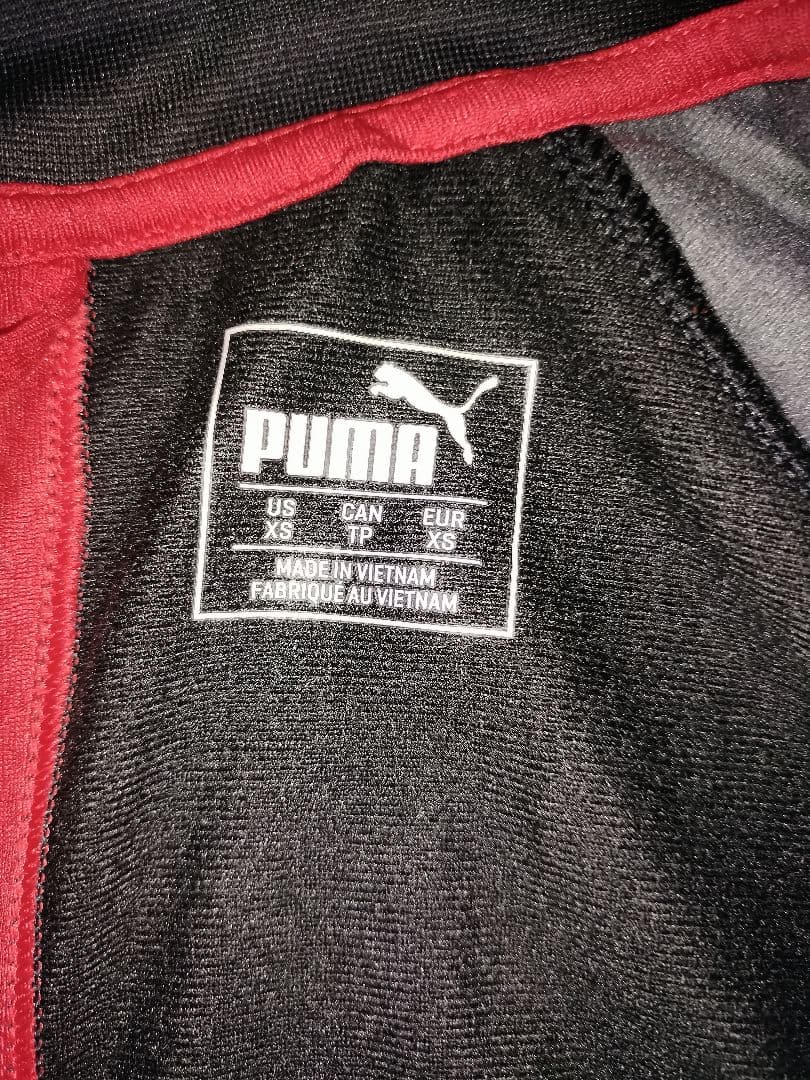 PUMA
US CAN EUR
XS TP XS
MADE IN VIETNAM
FABRIQUE AU VIETNAM